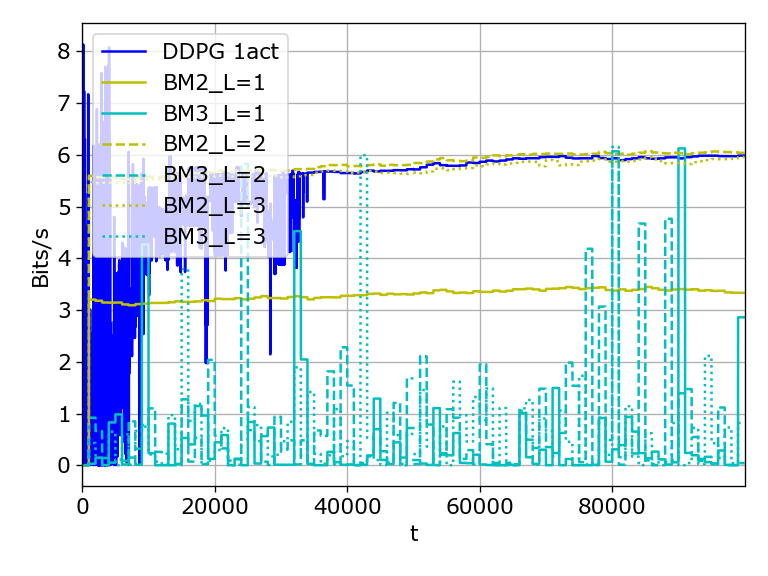 8
7
6
5
4
3
2
1
0
Bits/s
DDPG 1act
BM2_L=1
BM3_L=1
BM2_L=2
BM3_L=2
BM2_L=3
BM3_L=3
0 20000 40000 60000 80000
t